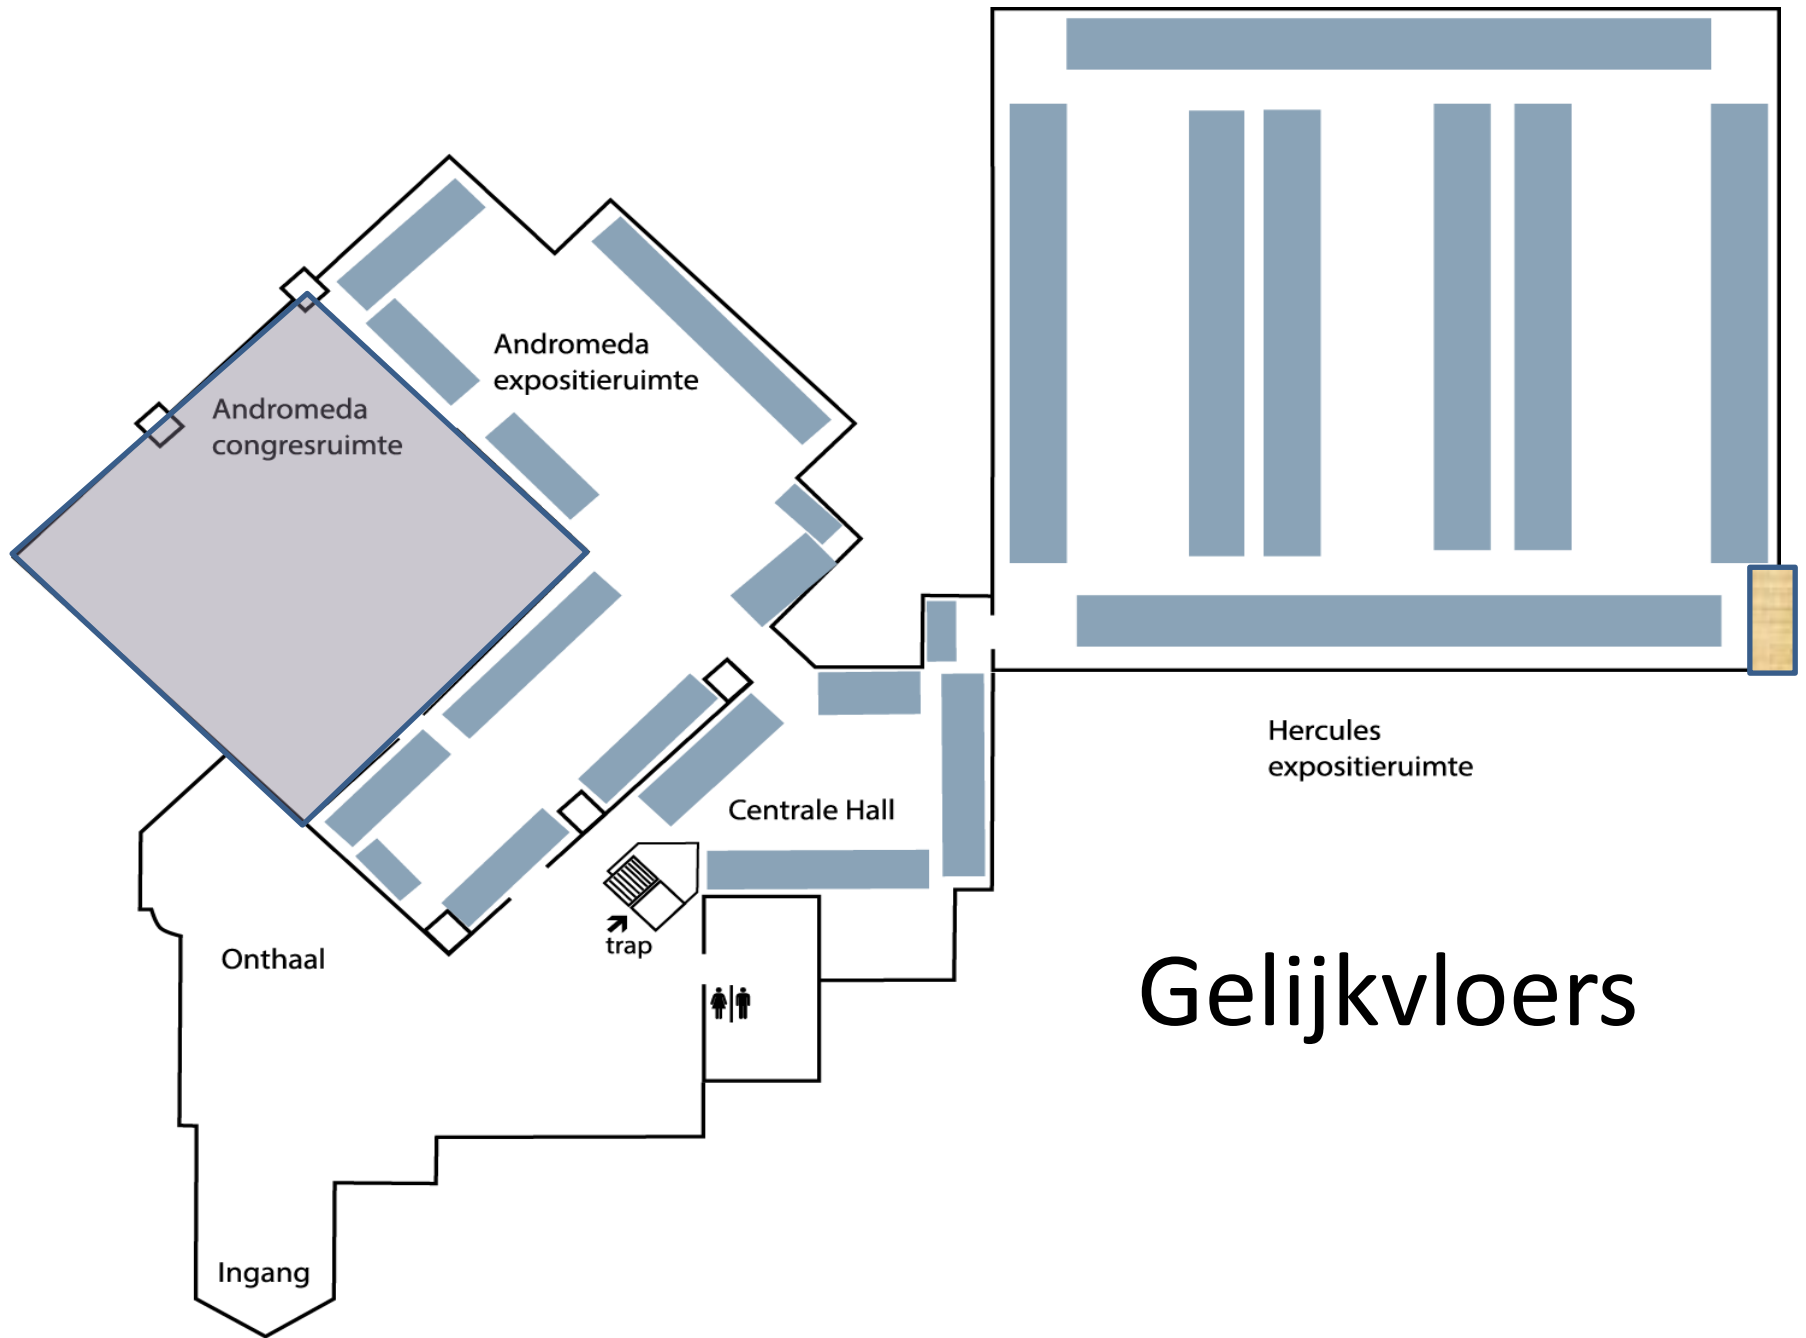 Andromeda
expositieruimte
Andromeda
congresruimte
Hercules
expositieruimte
Centrale Hall
trap
Onthaal
Gelijkvloers
Ingang